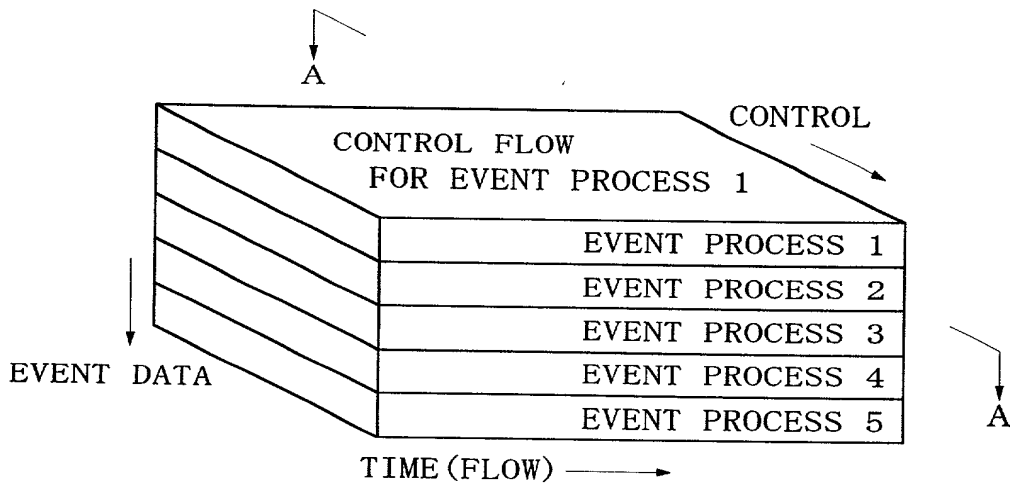 A
CONTROL
CONTROL FLOW
FOR EVENT PROCESS 1
EVENT PROCESS 1
EVENT PROCESS 2
EVENT PROCESS 3
EVENT PROCESS 4
EVENT PROCESS 5
EVENT DATA
A
TIME(FLOW)